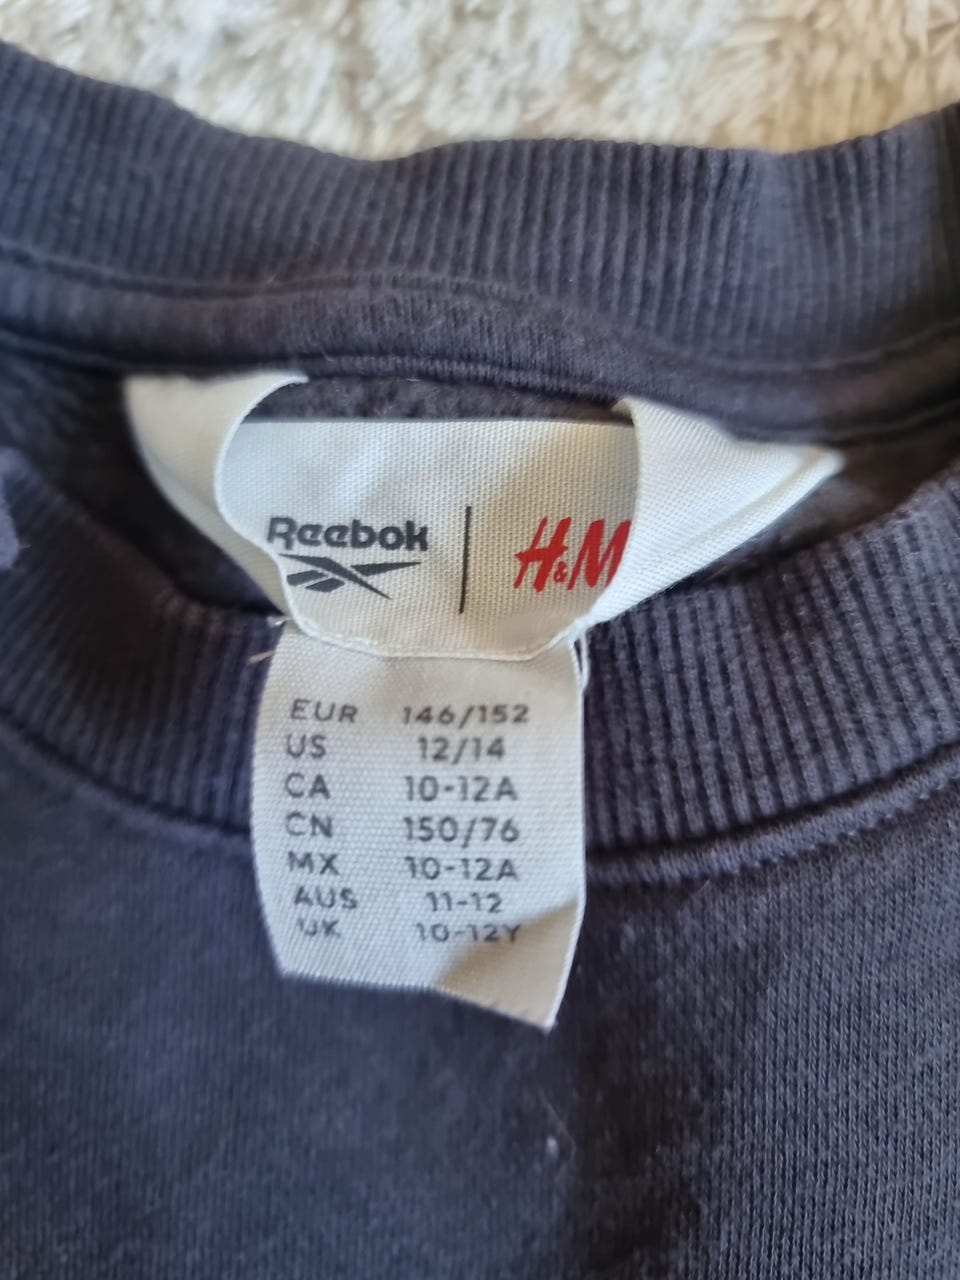 Reebok | H&M
EUR 146/152
US 12/14
CA 10-12A
CN 150/76
MX 10-12A
AUS 11-12
UK 10-12Y